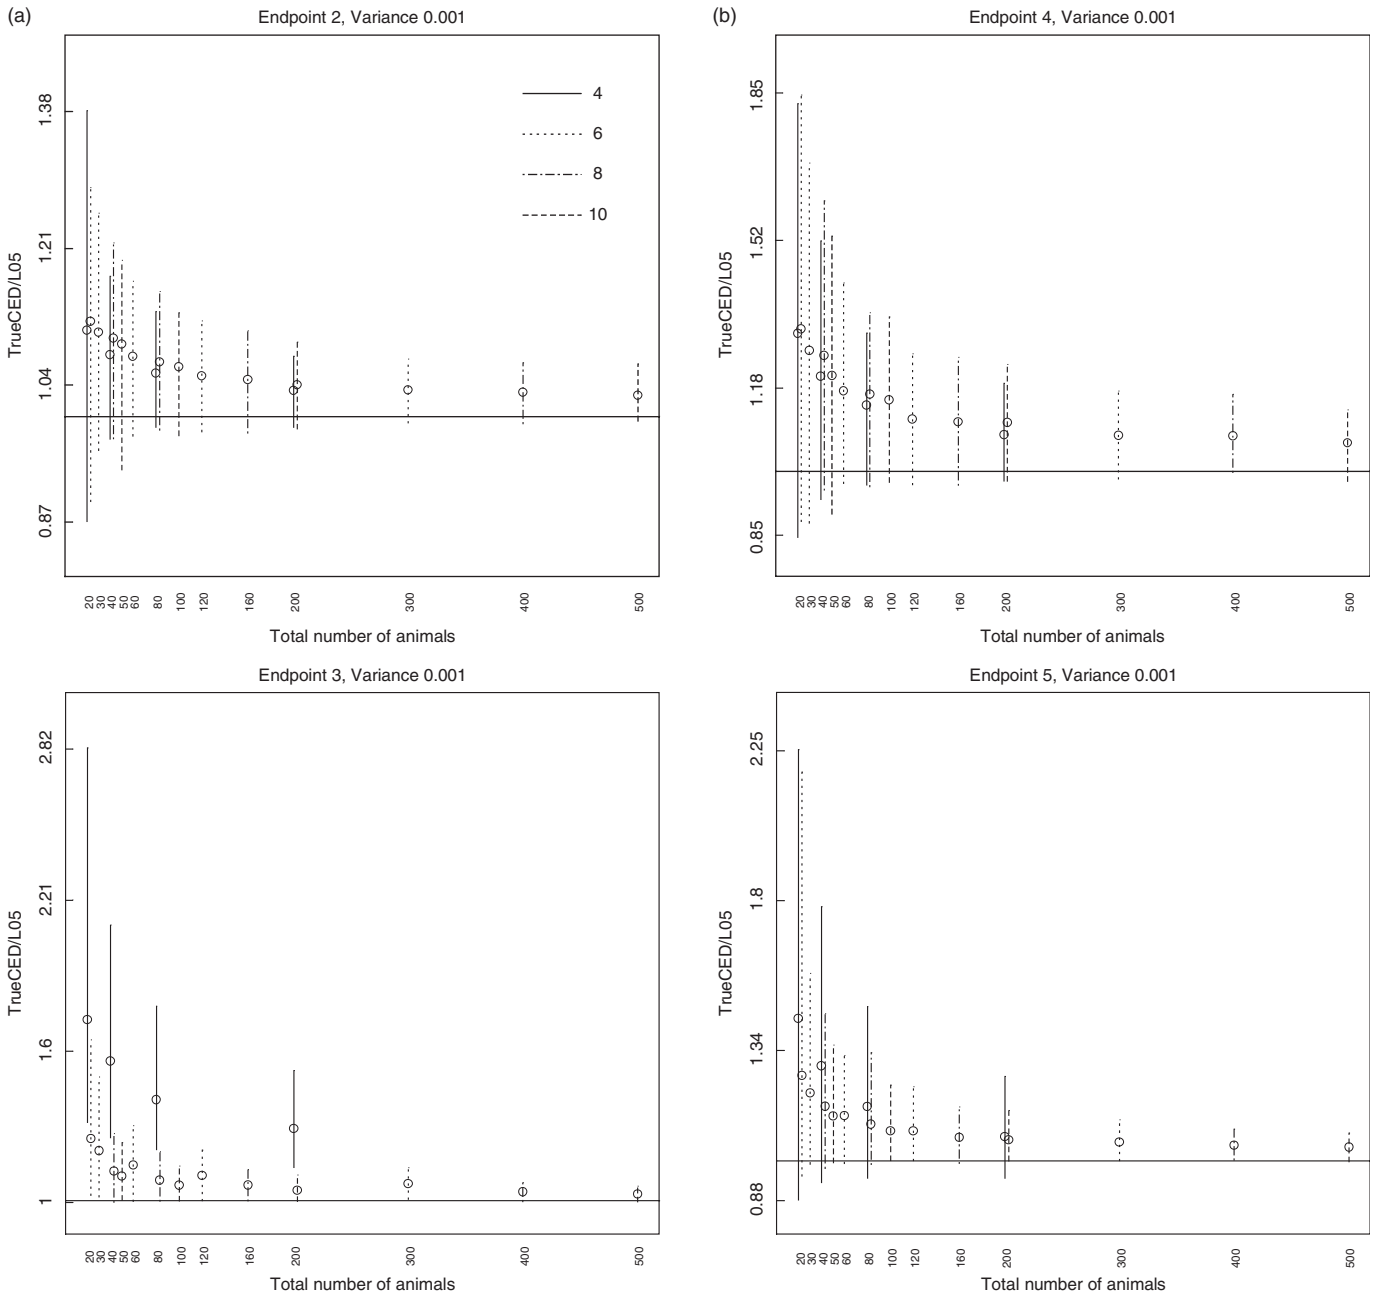 (a)
Endpoint 2, Variance 0.001
TrueCED/L05
1.38
1.21
1.04
0.87
4
6
8
10
20 30 40 50 60 80 100 120 160 200 300 400 500
Total number of animals
(b)
Endpoint 4, Variance 0.001
TrueCED/L05
1.85
1.52
1.18
0.85
20 30 40 50 60 80 100 120 160 200 300 400 500
Total number of animals
Endpoint 3, Variance 0.001
TrueCED/L05
2.82
2.21
1.6
1
20 30 40 50 60 80 100 120 160 200 300 400 500
Total number of animals
Endpoint 5, Variance 0.001
TrueCED/L05
2.25
1.8
1.34
0.88
20 30 40 50 60 80 100 120 160 200 300 400 500
Total number of animals